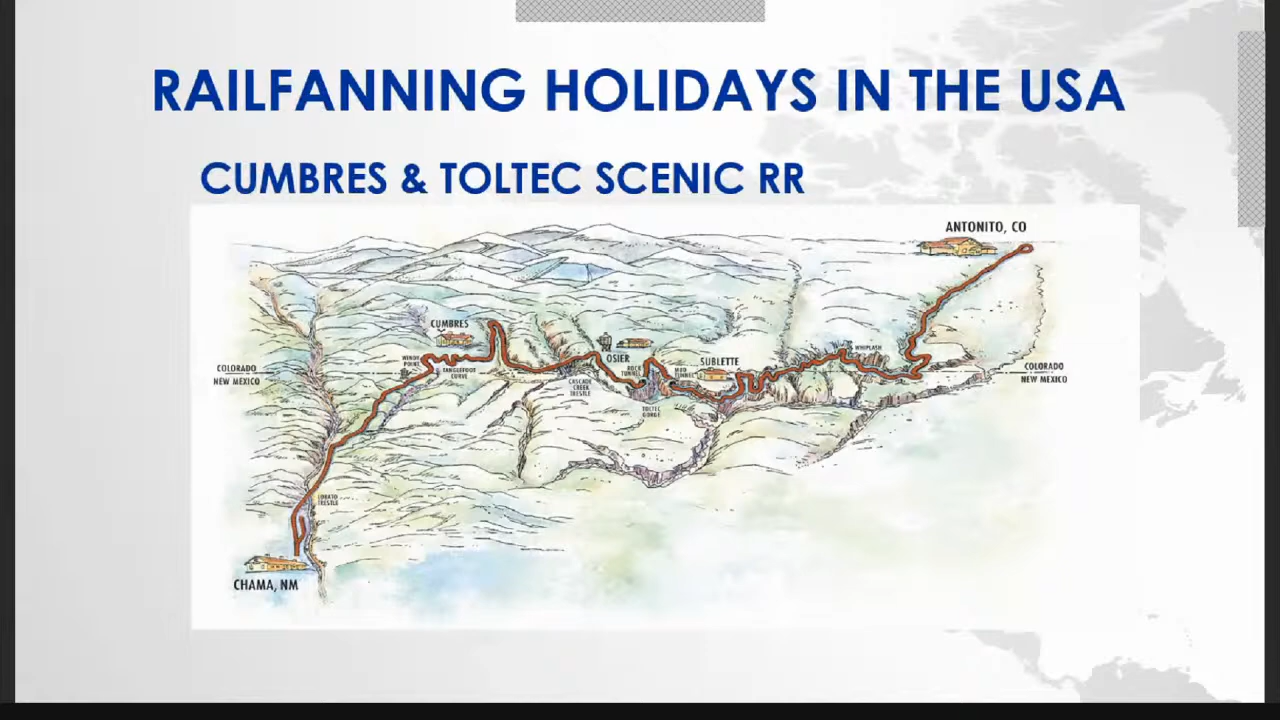 RAILFANNING HOLIDAYS IN THE USA
CUMBRES & TOLTEC SCENIC RR
ANTONITO, CO
CUMBRES
WINDY
POINT
TANGLEFOOT
CURVE
OSIER
CASCADE
CREEK
TRESTLE
ROCK
TUNNEL
TOLTEC
GORGE
MUD
TUNNEL
SUBLETTE
WHIPLASH
COLORADO
NEW MEXICO
COLORADO
NEW MEXICO
LOBATO
TRESTLE
CHAMA, NM